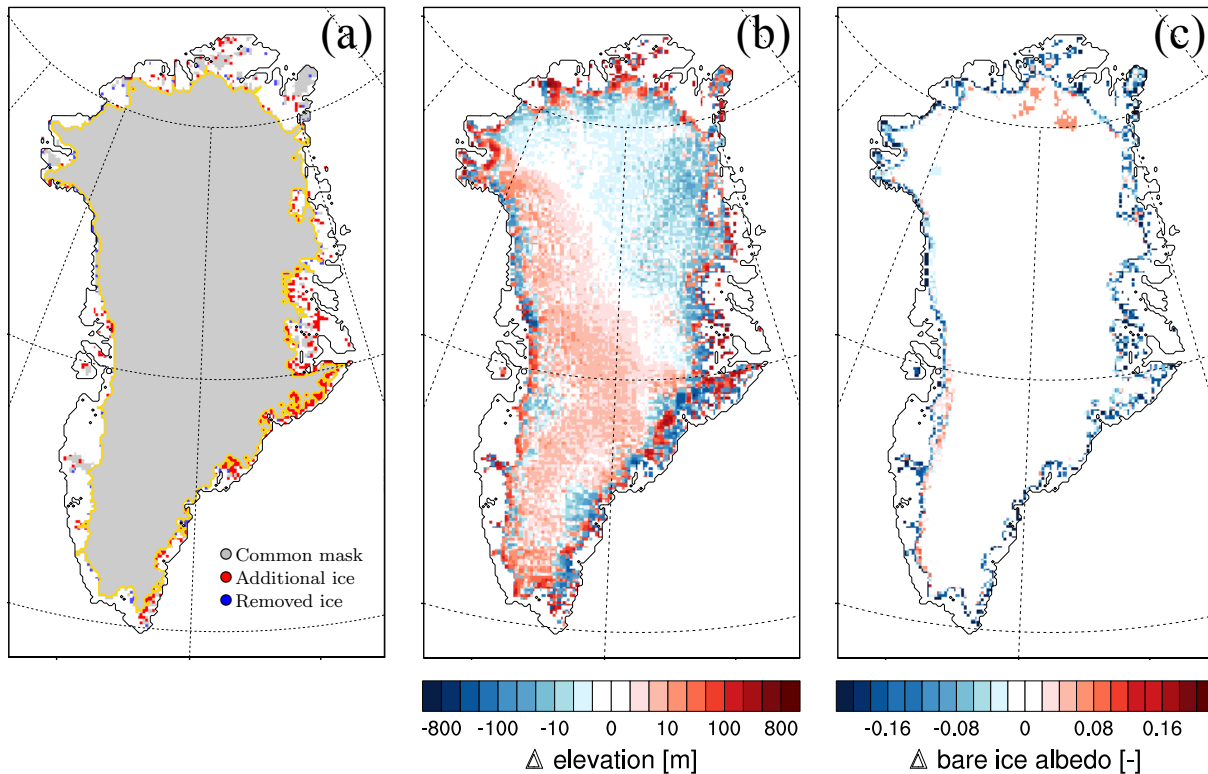 (a)
(b)
(c)
Common mask
Additional ice
Removed ice
-800 -100 -10 0 10 100 800
Δ elevation [m]
-0.16 -0.08 0 0.08 0.16
Δ bare ice albedo [-]